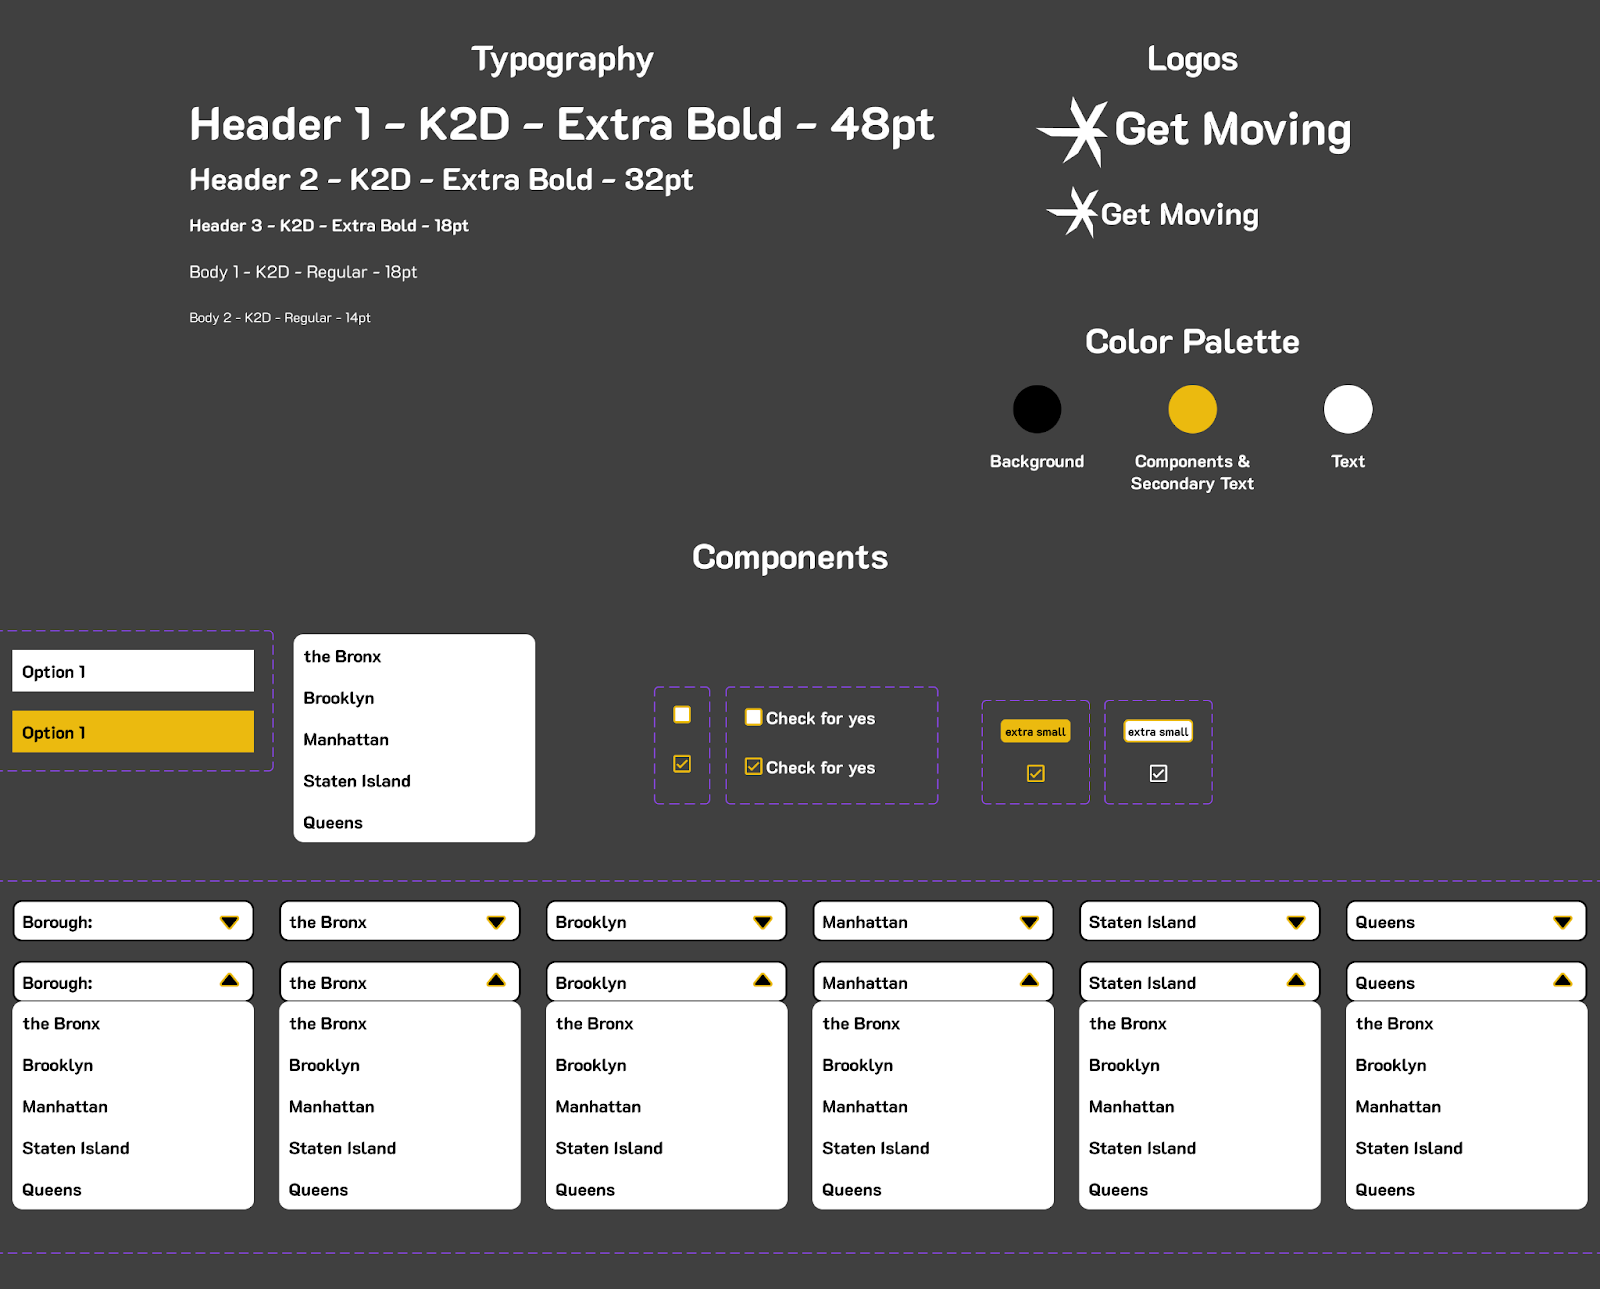 Typography
Header 1 - K2D - Extra Bold - 48pt
Header 2 - K2D - Extra Bold - 32pt
Header 3 - K2D - Extra Bold - 18pt
Body 1 - K2D - Regular - 18pt
Body 2 - K2D - Regular - 14pt
Logos
Get Moving
Get Moving
Color Palette
Background
Components &
Secondary Text
Text
Components
Option 1
Option 1
the Bronx
Brooklyn
Manhattan
Staten Island
Queens
Check for yes
Check for yes
extra small
extra small
Borough:
the Bronx
Brooklyn
Manhattan
Staten Island
Queens
Borough:
the Bronx
Brooklyn
Manhattan
Staten Island
Queens
the Bronx
the Bronx
Brooklyn
Manhattan
Staten Island
Queens
Brooklyn
the Bronx
Brooklyn
Manhattan
Staten Island
Queens
Manhattan
the Bronx
Brooklyn
Manhattan
Staten Island
Queens
Staten Island
the Bronx
Brooklyn
Manhattan
Staten Island
Queens
Queens
the Bronx
Brooklyn
Manhattan
Staten Island
Queens